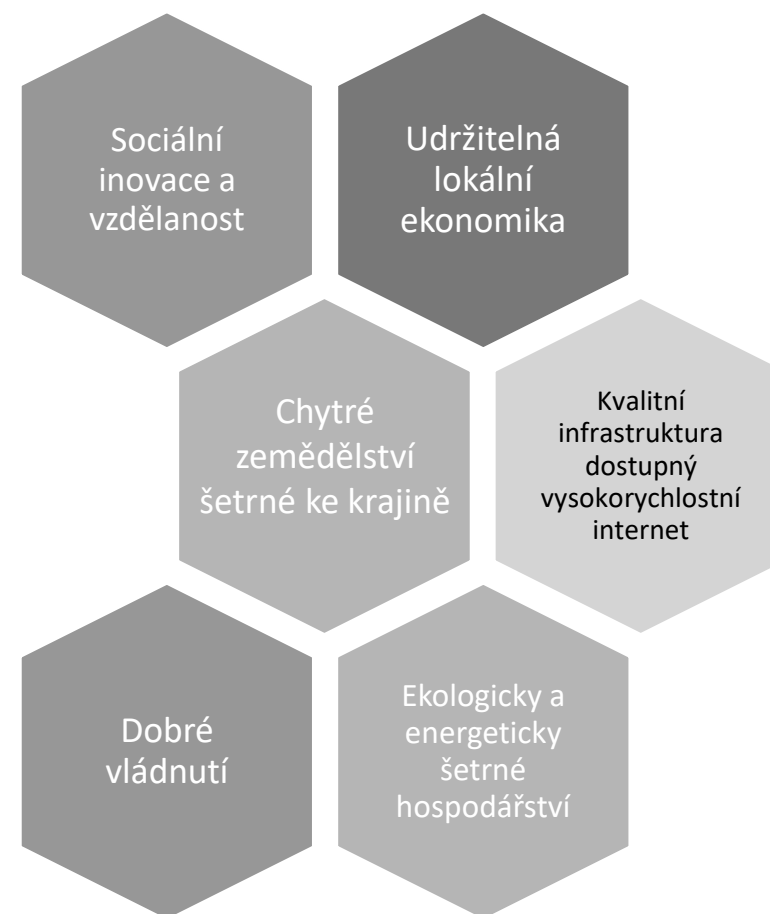 Sociální
inovace a
vzdělanost
Udržitelná
lokální
ekonomika
Chytré
zemědělství
šetrné ke krajině
Kvalitní
infrastruktura
dostupný
vysokorychlostní
internet
Dobré
vládnutí
Ekologicky a
energeticky
šetrné
hospodářství